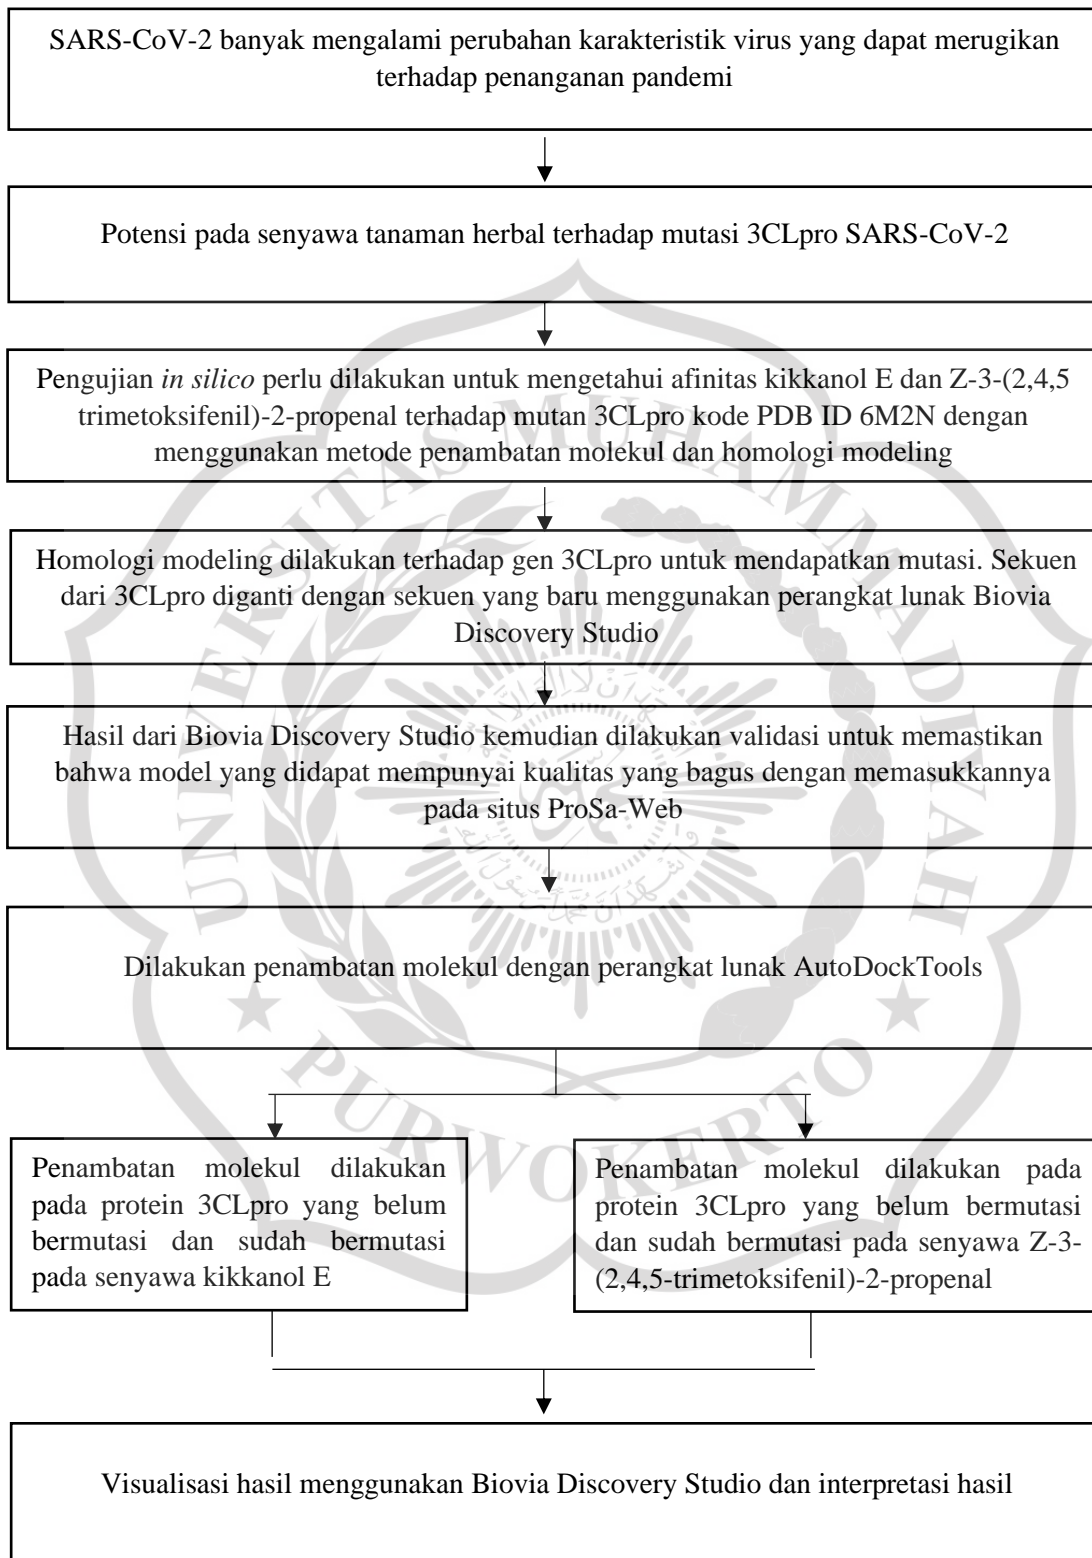 SARS-CoV-2 banyak mengalami perubahan karakteristik virus yang dapat merugikan
terhadap penanganan pandemi
Potensi pada senyawa tanaman herbal terhadap mutasi 3CLpro SARS-CoV-2
Pengujian in silico perlu dilakukan untuk mengetahui afinitas kikkanol E dan Z-3-(2,4,5
trimetoksifenil)-2-propenal terhadap mutan 3CLpro kode PDB ID 6M2N dengan
menggunakan metode penambatan molekul dan homologi modeling
Homologi modeling dilakukan terhadap gen 3CLpro untuk mendapatkan mutasi. Sekuen
dari 3CLpro diganti dengan sekuen yang baru menggunakan perangkat lunak Biovia
Discovery Studio
Hasil dari Biovia Discovery Studio kemudian dilakukan validasi untuk memastikan
bahwa model yang didapat mempunyai kualitas yang bagus dengan memasukkannya
pada situs ProSa-Web
Dilakukan penambatan molekul dengan perangkat lunak AutoDockTools
Penambatan molekul dilakukan
pada protein 3CLpro yang belum
bermutasi dan sudah bermutasi
pada senyawa kikkanol E
Penambatan molekul dilakukan pada
protein 3CLpro yang belum bermutasi
dan sudah bermutasi pada senyawa Z-3-
(2,4,5-trimetoksifenil)-2-propenal
Visualisasi hasil menggunakan Biovia Discovery Studio dan interpretasi hasil
UNIVERSITAS MUHAMMADIYAH
PURWOKERTO